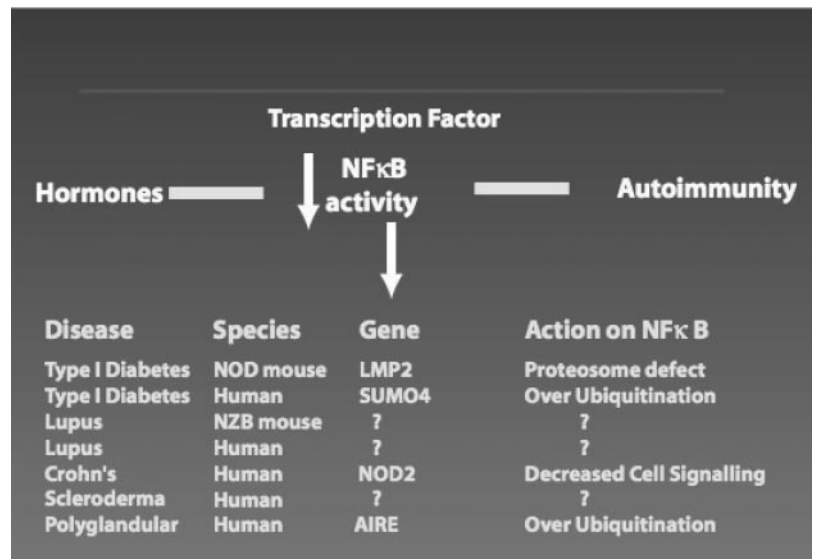 Transcription Factor
Hormones NFκB activity Autoimmunity
Disease Species Gene Action on NFκ B
Type I Diabetes NOD mouse LMP2 Proteosome defect
Type I Diabetes Human SUMO4 Over Ubiquitination
Lupus NZB mouse ? ?
Lupus Human ? ?
Crohn's Human NOD2 Decreased Cell Signalling
Scleroderma Human ? ?
Polyglandular Human AIRE Over Ubiquitination